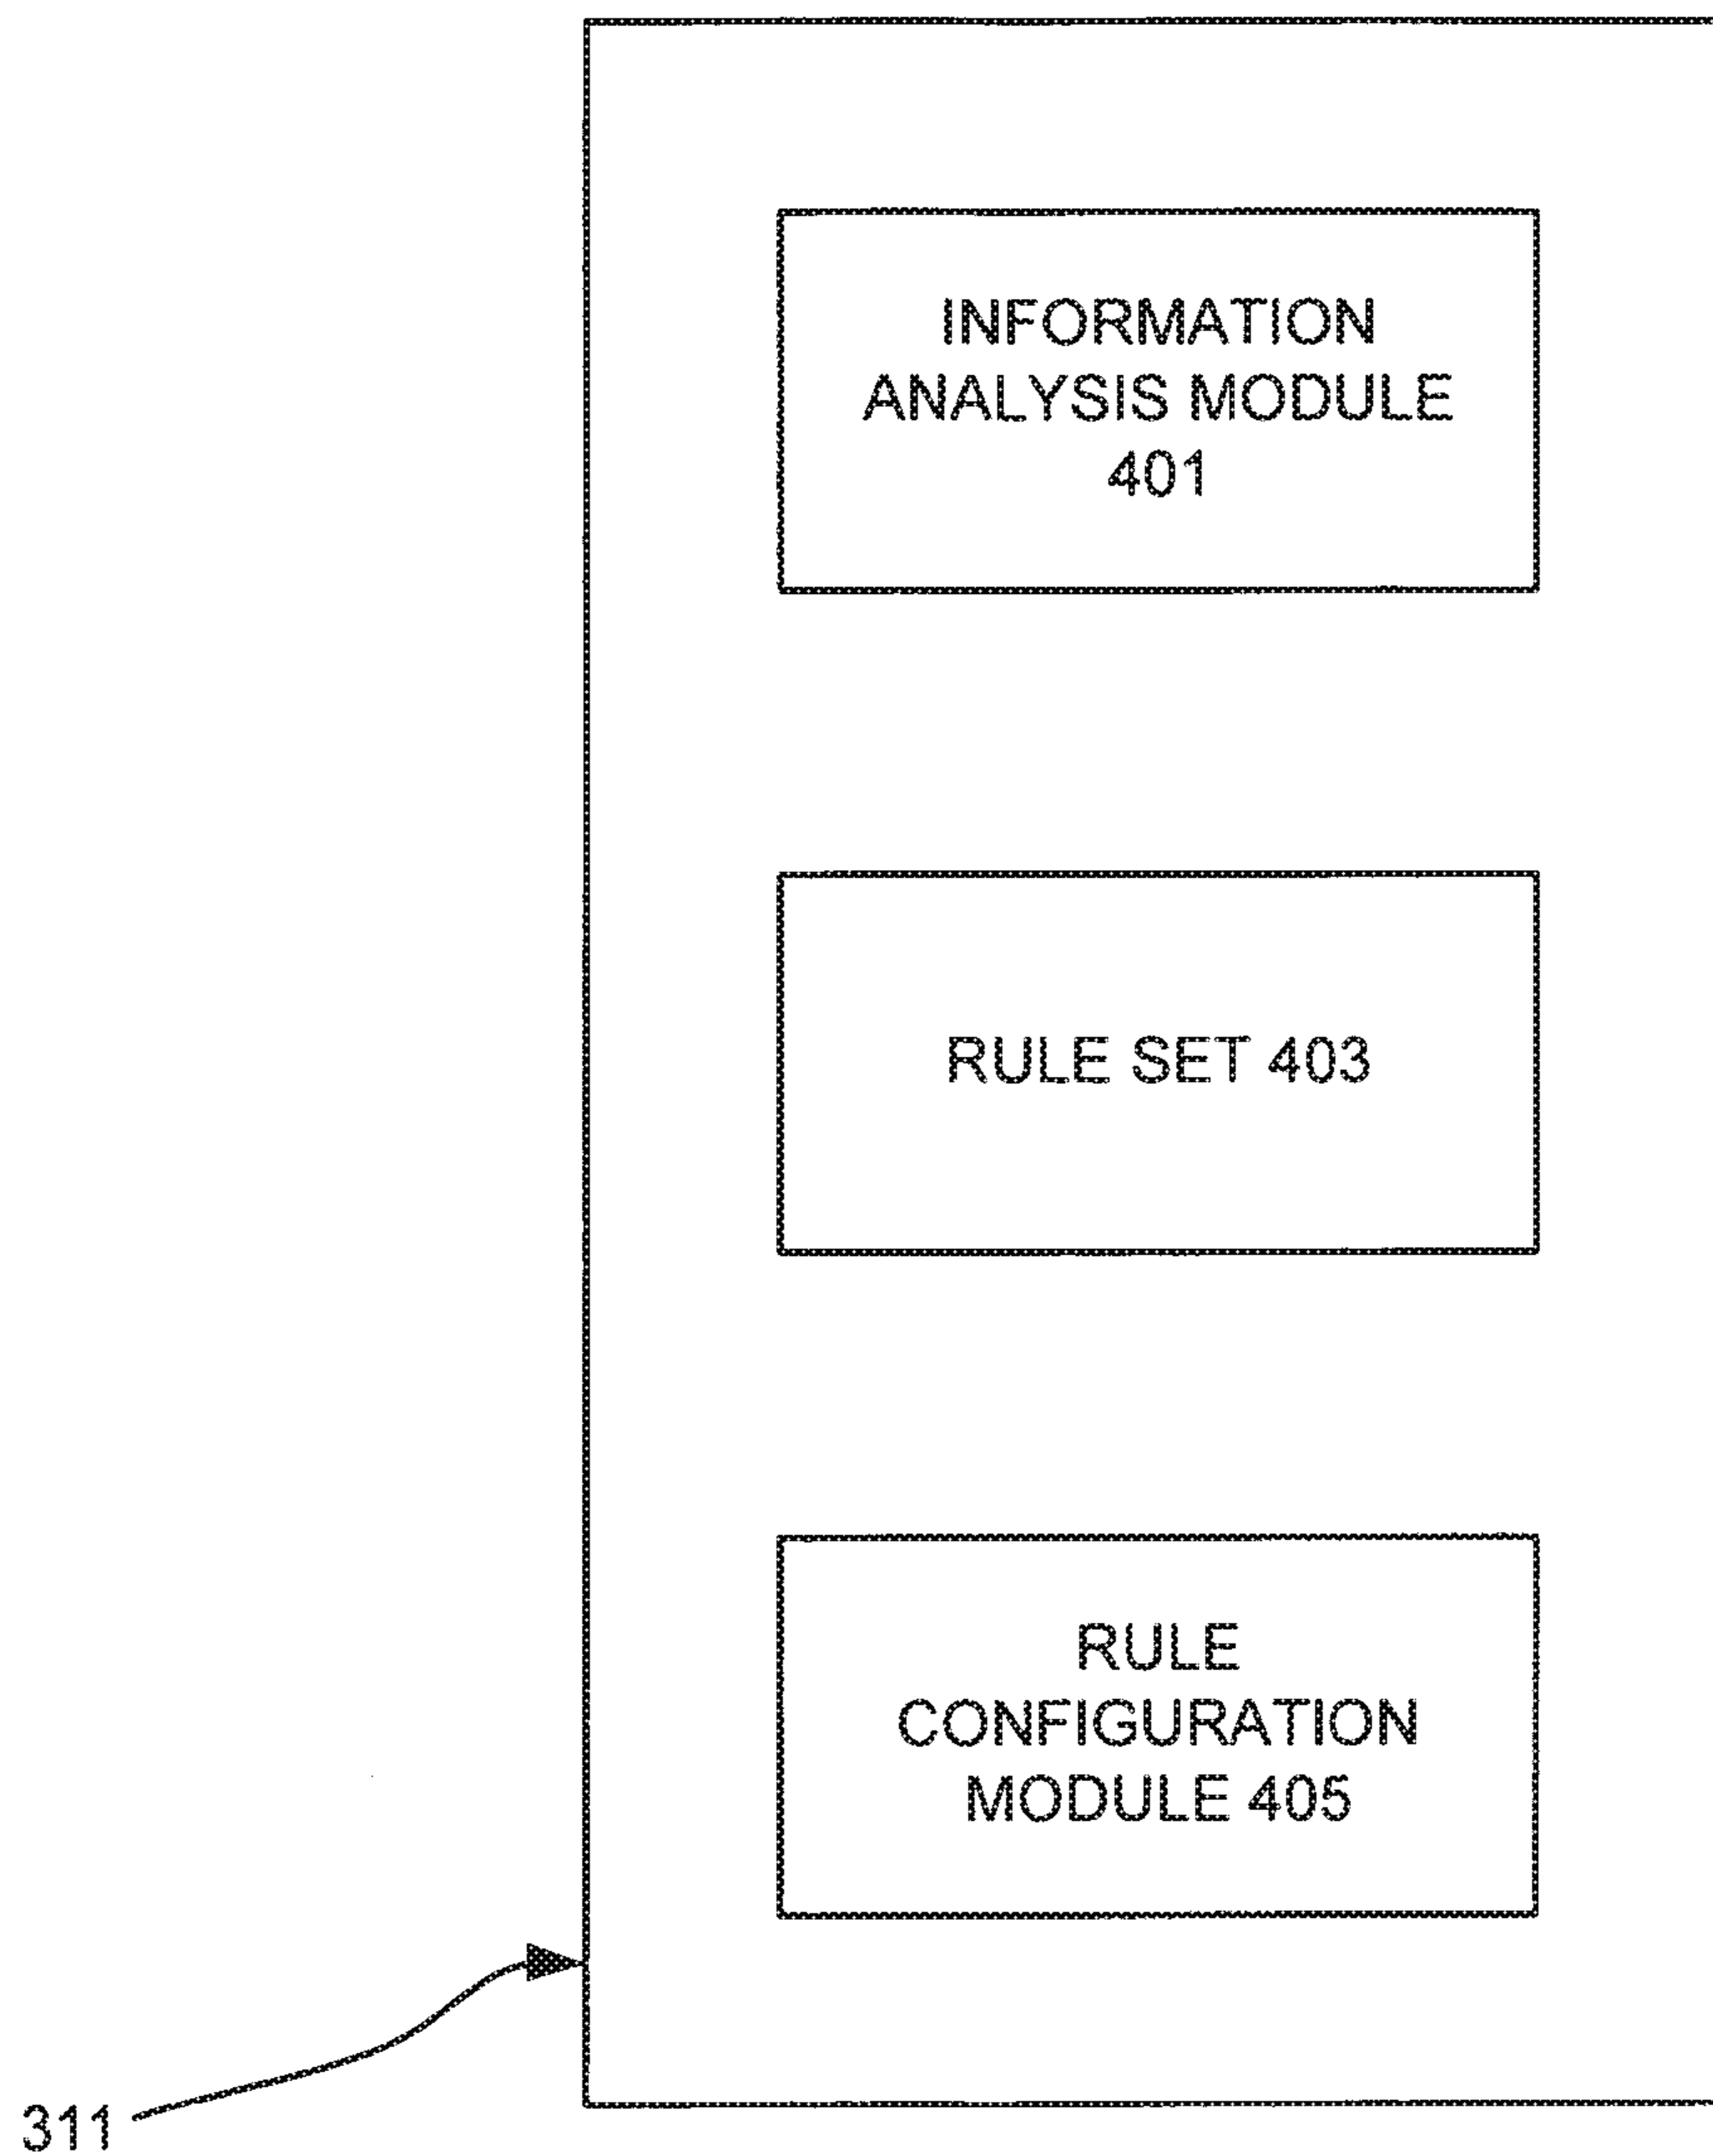 INFORMATION
ANALYSIS MODULE
401
RULE SET 403
RULE
CONFIGURATION
MODULE 405
311